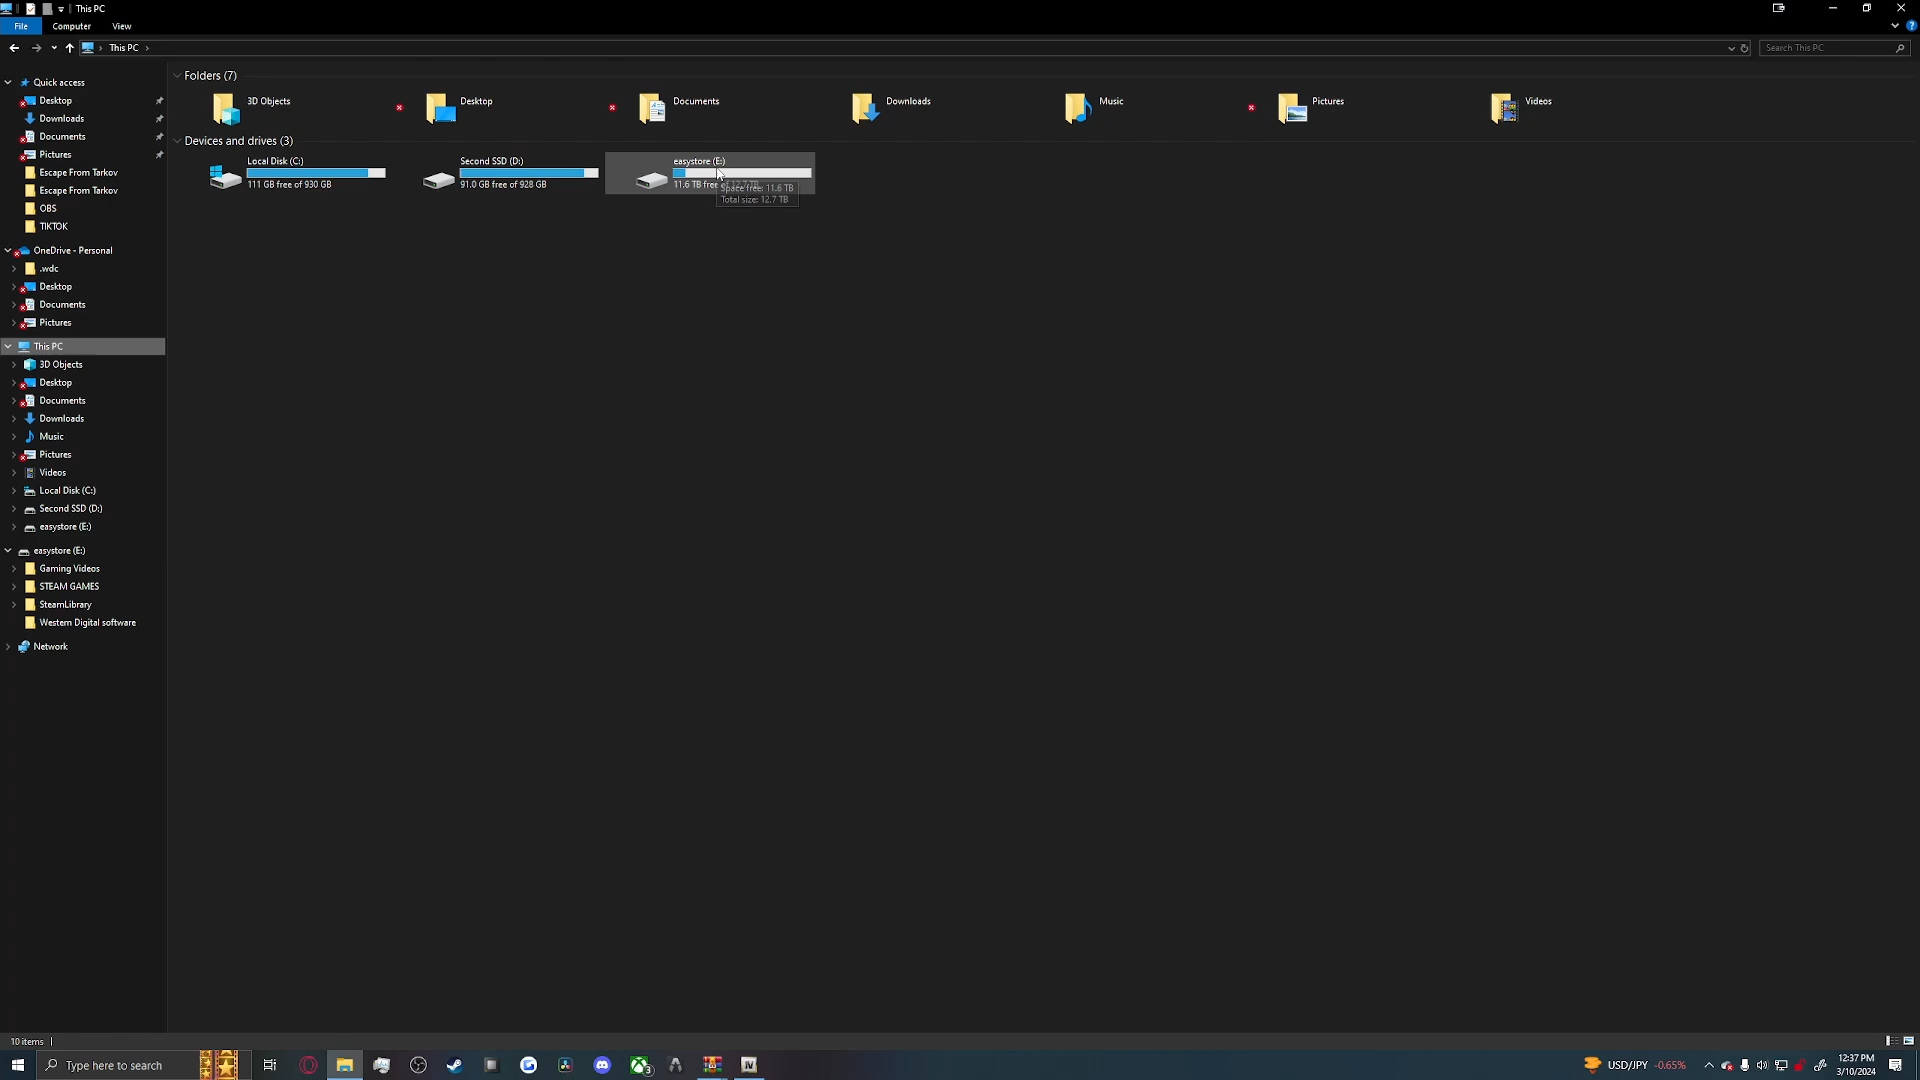 This PC
File
Computer
View
This PC
Search This PC
Quick access
Desktop
Downloads
Documents
Pictures
Escape From Tarkov
Escape From Tarkov
OBS
TIKTOK
OneDrive - Personal
.wdc
Desktop
Documents
Pictures
This PC
3D Objects
Desktop
Documents
Downloads
Music
Pictures
Videos
Local Disk (C:)
Second SSD (D:)
easystore (E:)
easystore (E:)
Gaming Videos
STEAM GAMES
SteamLibrary
Western Digital software
Network
Folders (7)
3D Objects
Desktop
Documents
Downloads
Music
Pictures
Videos
Devices and drives (3)
Local Disk (C:)
111 GB free of 930 GB
Second SSD (D:)
91.0 GB free of 928 GB
easystore (E:)
11.6 TB free of 12.7 TB
Space free: 11.6 TB
Total size: 12.7 TB
10 items
Type here to search
3
IV
USD/JPY -0.65%
12:37 PM
3/10/2024